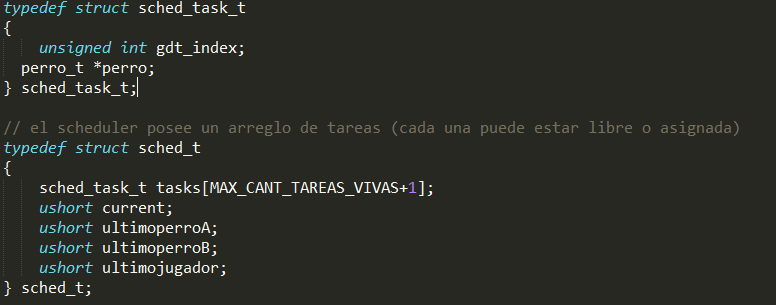 typedef struct sched_task_t
{
    unsigned int gdt_index;
  perro_t *perro;
} sched_task_t;

// el scheduler posee un arreglo de tareas (cada una puede estar libre o asignada)
typedef struct sched_t
{
    sched_task_t tasks[MAX_CANT_TAREAS_VIVAS+1];
    ushort current;
    ushort ultimoperroA;
    ushort ultimoperroB;
    ushort ultimojugador;
} sched_t;